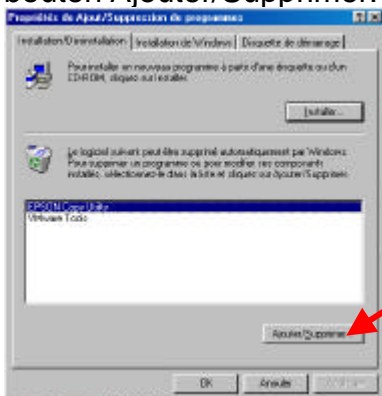 bouton Ajouter/Supprimer.
Propriétés de Ajout/Suppression de programmes
Installation/Désinstallation
Installation de Windows
Disquette de démarrage
Pour installer un nouveau programme à partir d'une disquette ou d'un
CD-ROM, cliquez sur Installer.
Installer...
Le logiciel suivant peut être supprimé automatiquement par Windows.
Pour supprimer un programme ou pour modifier ses composants
installés, sélectionnez-le dans la liste et cliquez sur Ajouter/Supprimer.
EPSON Copy Utility
VMware Tools
Ajouter/Supprimer
OK
Annuler